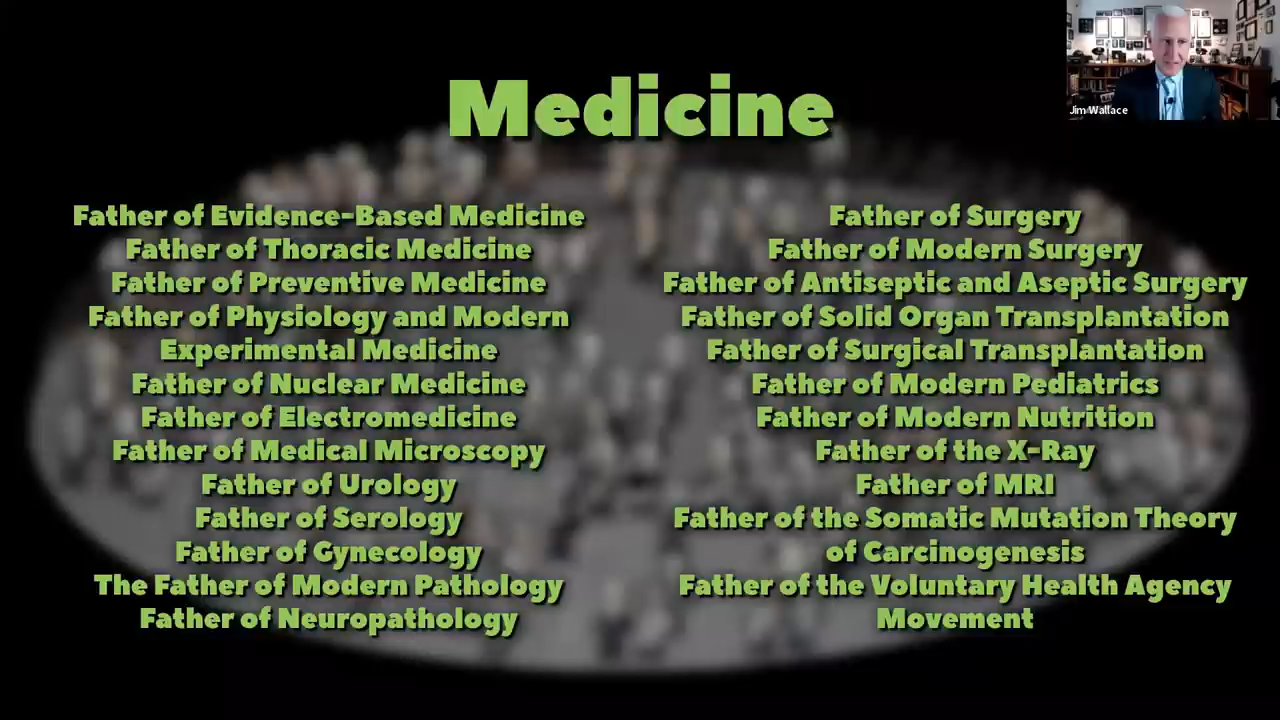 Jim Wallace
Medicine
Father of Evidence-Based Medicine
Father of Thoracic Medicine
Father of Preventive Medicine
Father of Physiology and Modern
Experimental Medicine
Father of Nuclear Medicine
Father of Electromedicine
Father of Medical Microscopy
Father of Urology
Father of Serology
Father of Gynecology
The Father of Modern Pathology
Father of Neuropathology
Father of Surgery
Father of Modern Surgery
Father of Antiseptic and Aseptic Surgery
Father of Solid Organ Transplantation
Father of Surgical Transplantation
Father of Modern Pediatrics
Father of Modern Nutrition
Father of the X-Ray
Father of MRI
Father of the Somatic Mutation Theory
of Carcinogenesis
Father of the Voluntary Health Agency
Movement